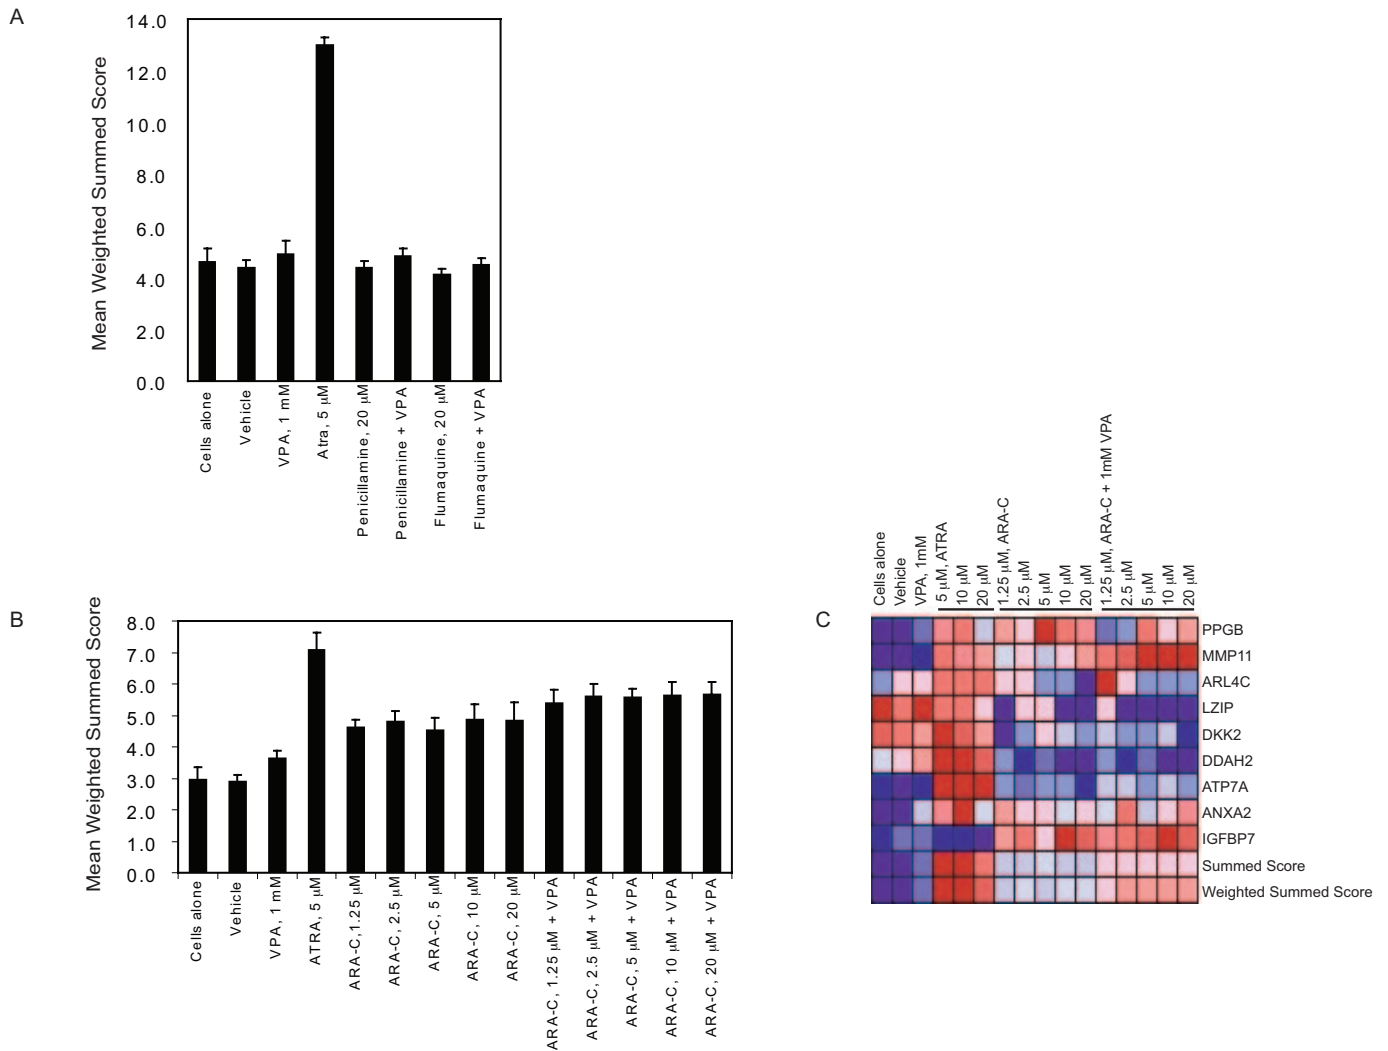 A
Mean Weighted Summed Score
14.0
12.0
10.0
8.0
6.0
4.0
2.0
0.0
Cells alone
Vehicle
VPA, 1 mM
Atra, 5 µM
Penicillamine, 20 µM
Penicillamine + VPA
Flumaquine, 20 µM
Flumaquine + VPA
B
Mean Weighted Summed Score
8.0
7.0
6.0
5.0
4.0
3.0
2.0
1.0
0.0
Cells alone
Vehicle
VPA, 1 mM
ATRA, 5 µM
ARA-C,1.25 µM
ARA-C, 2.5 µM
ARA-C, 5 µM
ARA-C, 10 µM
ARA-C, 20 µM
ARA-C, 1.25 µM + VPA
ARA-C, 2.5 µM + VPA
ARA-C, 5 µM + VPA
ARA-C, 10 µM + VPA
ARA-C, 20 µM + VPA
C
Cells alone
Vehicle
VPA, 1mM
5 µM, ATRA
10 µM
20 µM
1.25 µM, ARA-C
2.5 µM
5 µM
10 µM
20 µM
1.25 µM, ARA-C + 1mM VPA
2.5 µM
5 µM
10 µM
20 µM
PPGB
MMP11
ARL4C
LZIP
DKK2
DDAH2
ATP7A
ANXA2
IGFBP7
Summed Score
Weighted Summed Score